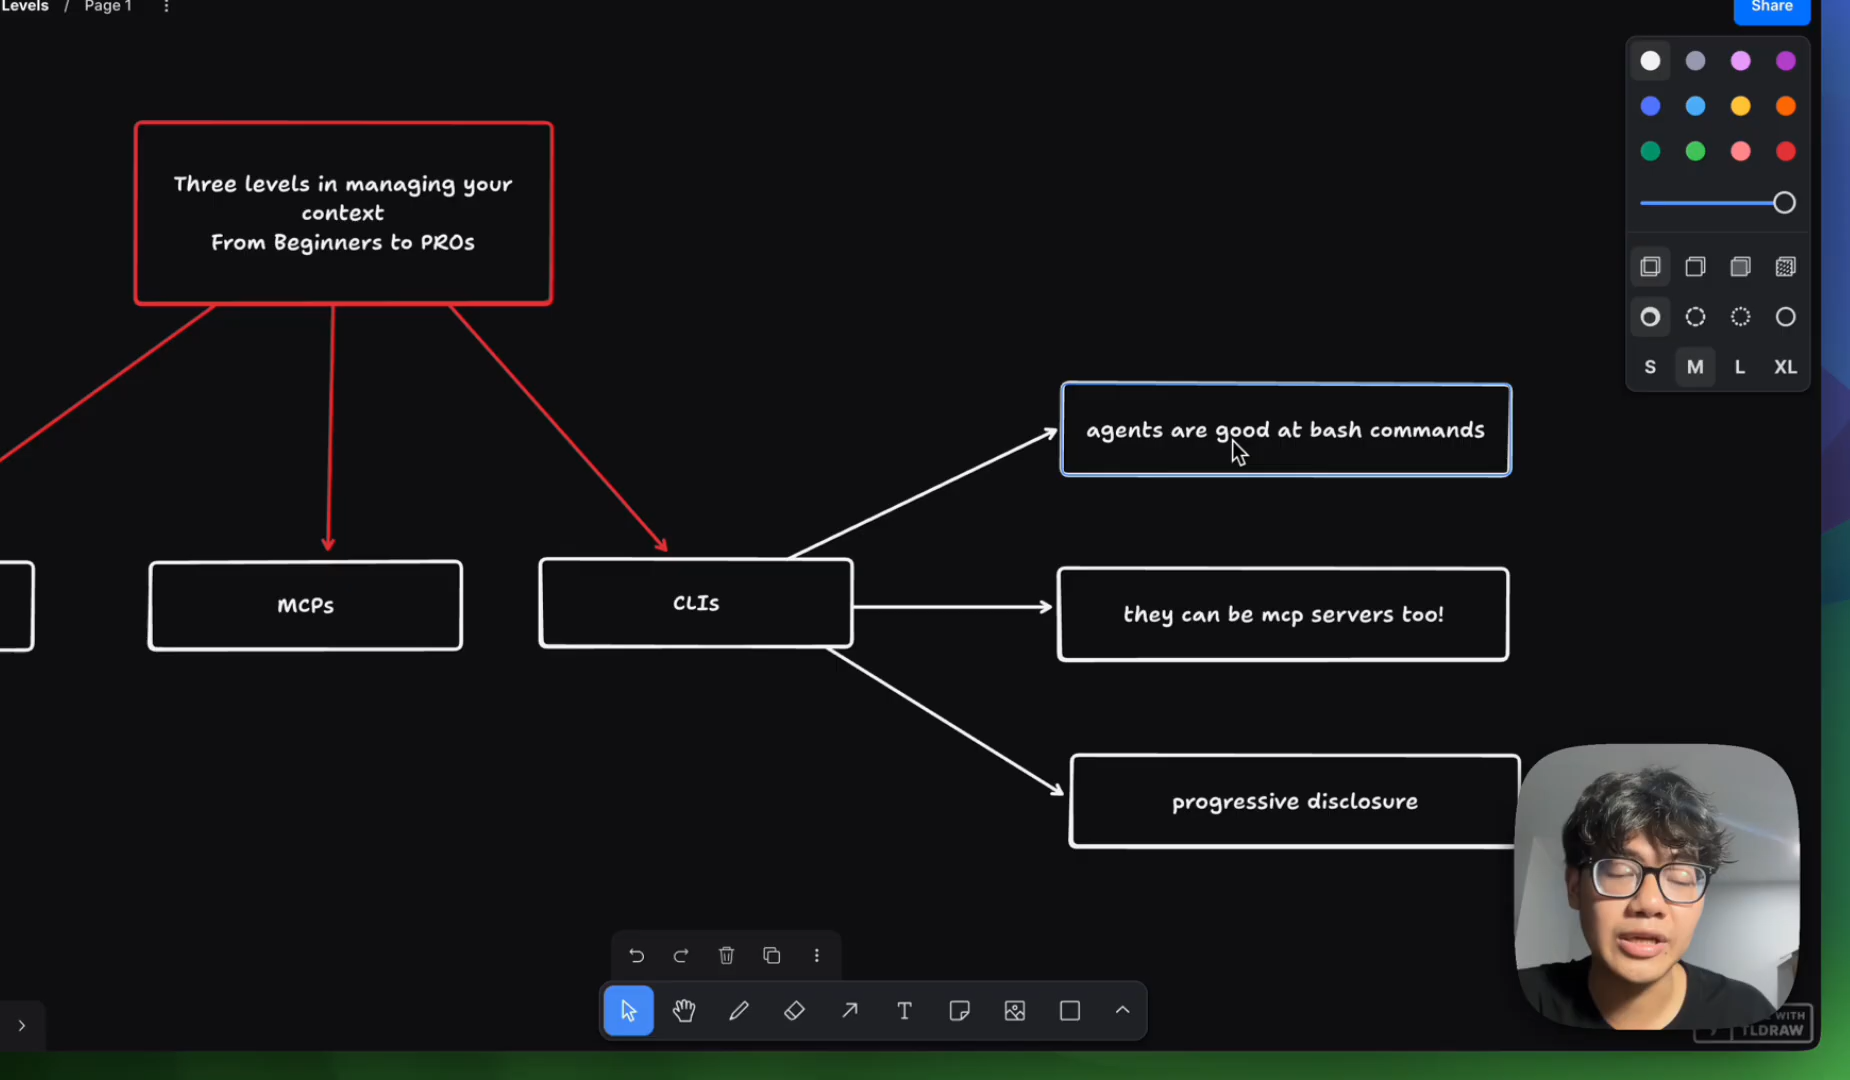 Levels / Page 1
Share
Three levels in managing your
context
From Beginners to PROs
agents are good at bash commands
MCPs
CLIs
they can be mcp servers too!
progressive disclosure
S M L XL
WITH
TLDRAW